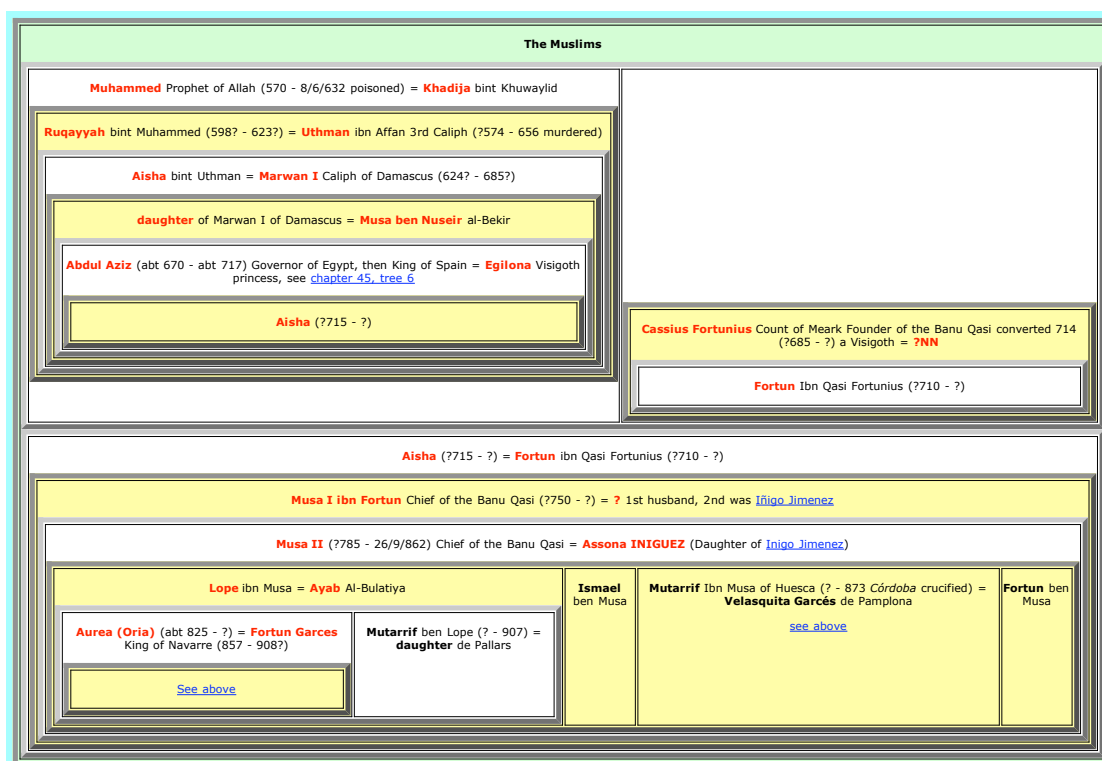 The Muslims
Muhammed Prophet of Allah (570 - 8/6/632 poisoned) = Khadija bint Khuwaylid
Ruqayyah bint Muhammed (598? - 623?) = Uthman ibn Affan 3rd Caliph (?574 - 656 murdered)
Aisha bint Uthman = Marwan I Caliph of Damascus (624? - 685?)
daughter of Marwan I of Damascus = Musa ben Nuseir al-Bekir
Abdul Aziz (abt 670 - abt 717) Governor of Egypt, then King of Spain = Egilona Visigoth
princess, see chapter 45, tree 6
Aisha (?715 - ?)
Cassius Fortunius Count of Meark Founder of the Banu Qasi converted 714
(?685 - ?) a Visigoth = ?NN
Fortun Ibn Qasi Fortunius (?710 - ?)
Aisha (?715 - ?) = Fortun ibn Qasi Fortunius (?710 - ?)
Musa I ibn Fortun Chief of the Banu Qasi (?750 - ?) = ? 1st husband, 2nd was Iñigo Jimenez
Musa II (?785 - 26/9/862) Chief of the Banu Qasi = Assona INIGUEZ (Daughter of Inigo Jimenez)
Lope ibn Musa = Ayab Al-Bulatiya
Aurea (Oria) (abt 825 - ?) = Fortun Garces
King of Navarre (857 - 908?)
See above
Mutarrif ben Lope (? - 907) =
daughter de Pallars
Ismael
ben Musa
Mutarrif Ibn Musa of Huesca (? - 873 Córdoba crucified) =
Velasquita Garcés de Pamplona
see above
Fortun ben
Musa